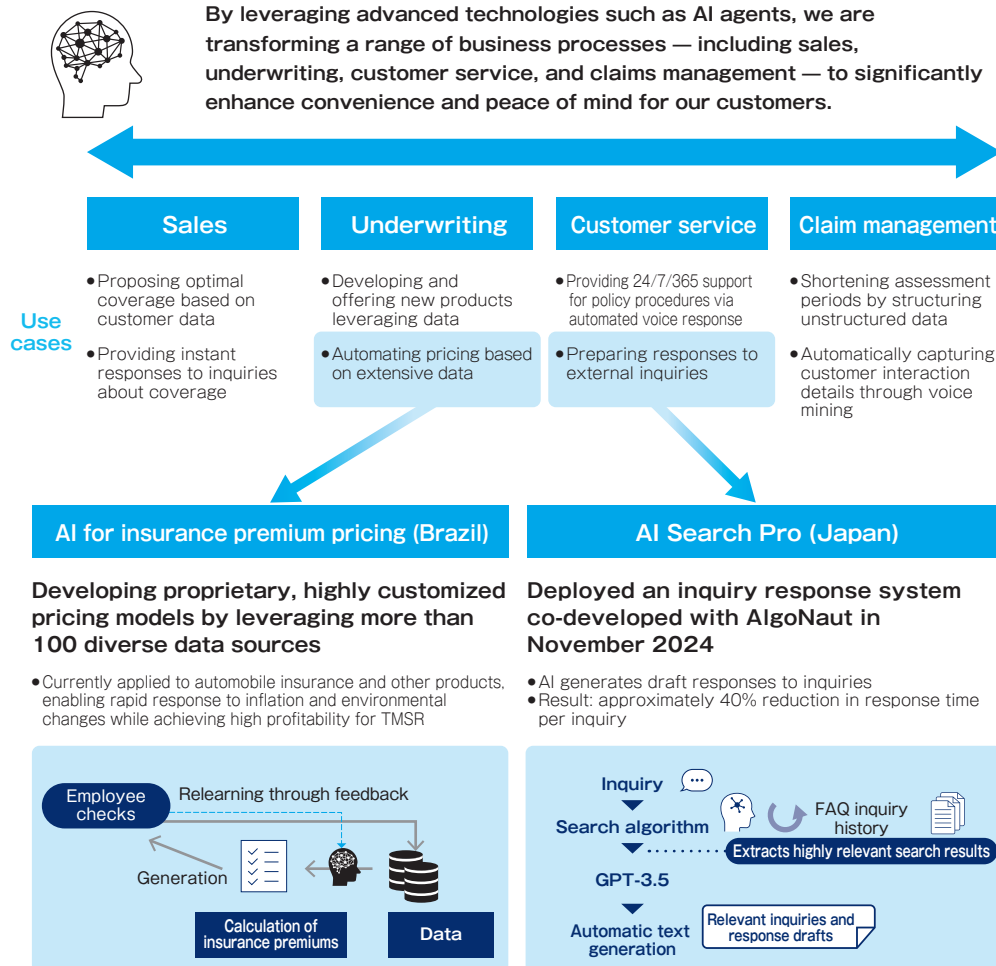 By leveraging advanced technologies such as AI agents, we are
transforming a range of business processes — including sales,
underwriting, customer service, and claims management — to significantly
enhance convenience and peace of mind for our customers.
Sales
Underwriting
Customer service
Claim management
Use
cases
●Proposing optimal
coverage based on
customer data
●Providing instant
responses to inquiries
about coverage
●Developing and
offering new products
leveraging data
●Automating pricing based
on extensive data
●Providing 24/7/365 support
for policy procedures via
automated voice response
●Preparing responses to
external inquiries
●Shortening assessment
periods by structuring
unstructured data
●Automatically capturing
customer interaction
details through voice
mining
AI for insurance premium pricing (Brazil)
Developing proprietary, highly customized
pricing models by leveraging more than
100 diverse data sources
●Currently applied to automobile insurance and other products,
enabling rapid response to inflation and environmental
changes while achieving high profitability for TMSR
Employee
checks
Relearning through feedback
Generation
Calculation of
insurance premiums
Data
AI Search Pro (Japan)
Deployed an inquiry response system
co-developed with AlgoNaut in
November 2024
●AI generates draft responses to inquiries
●Result: approximately 40% reduction in response time
per inquiry
Inquiry
Search algorithm
FAQ inquiry
history
Extracts highly relevant search results
GPT-3.5
Automatic text
generation
Relevant inquiries and
response drafts